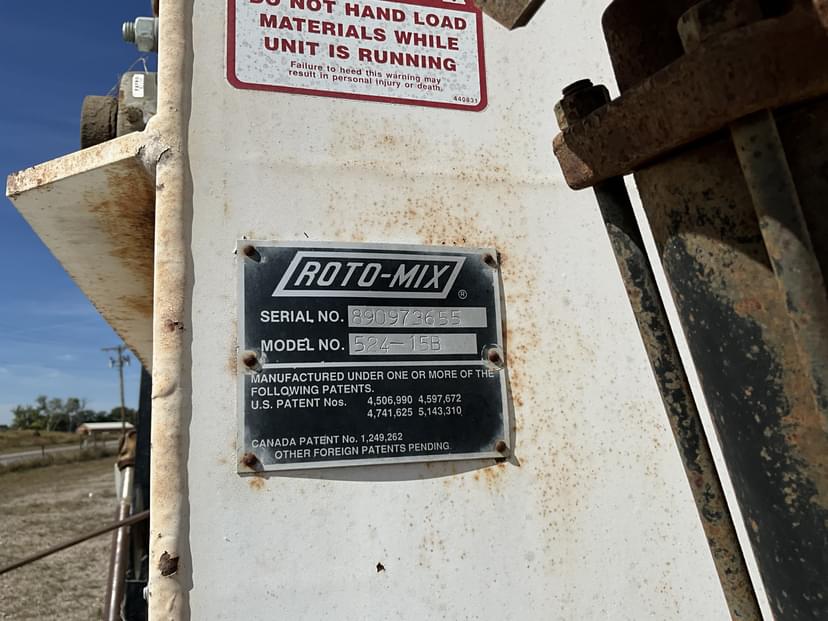 DO NOT HAND LOAD
MATERIALS WHILE
UNIT IS RUNNING
Failure to heed this warning may
result in personal injury or death.
440831
ROTO-MIX ®
SERIAL NO. 890973655
MODEL NO. 524-15B
MANUFACTURED UNDER ONE OR MORE OF THE
FOLLOWING PATENTS.
U.S. PATENT Nos. 4,506,990 4,597,672
4,741,625 5,143,310
CANADA PATENT No. 1,249,262
OTHER FOREIGN PATENTS PENDING